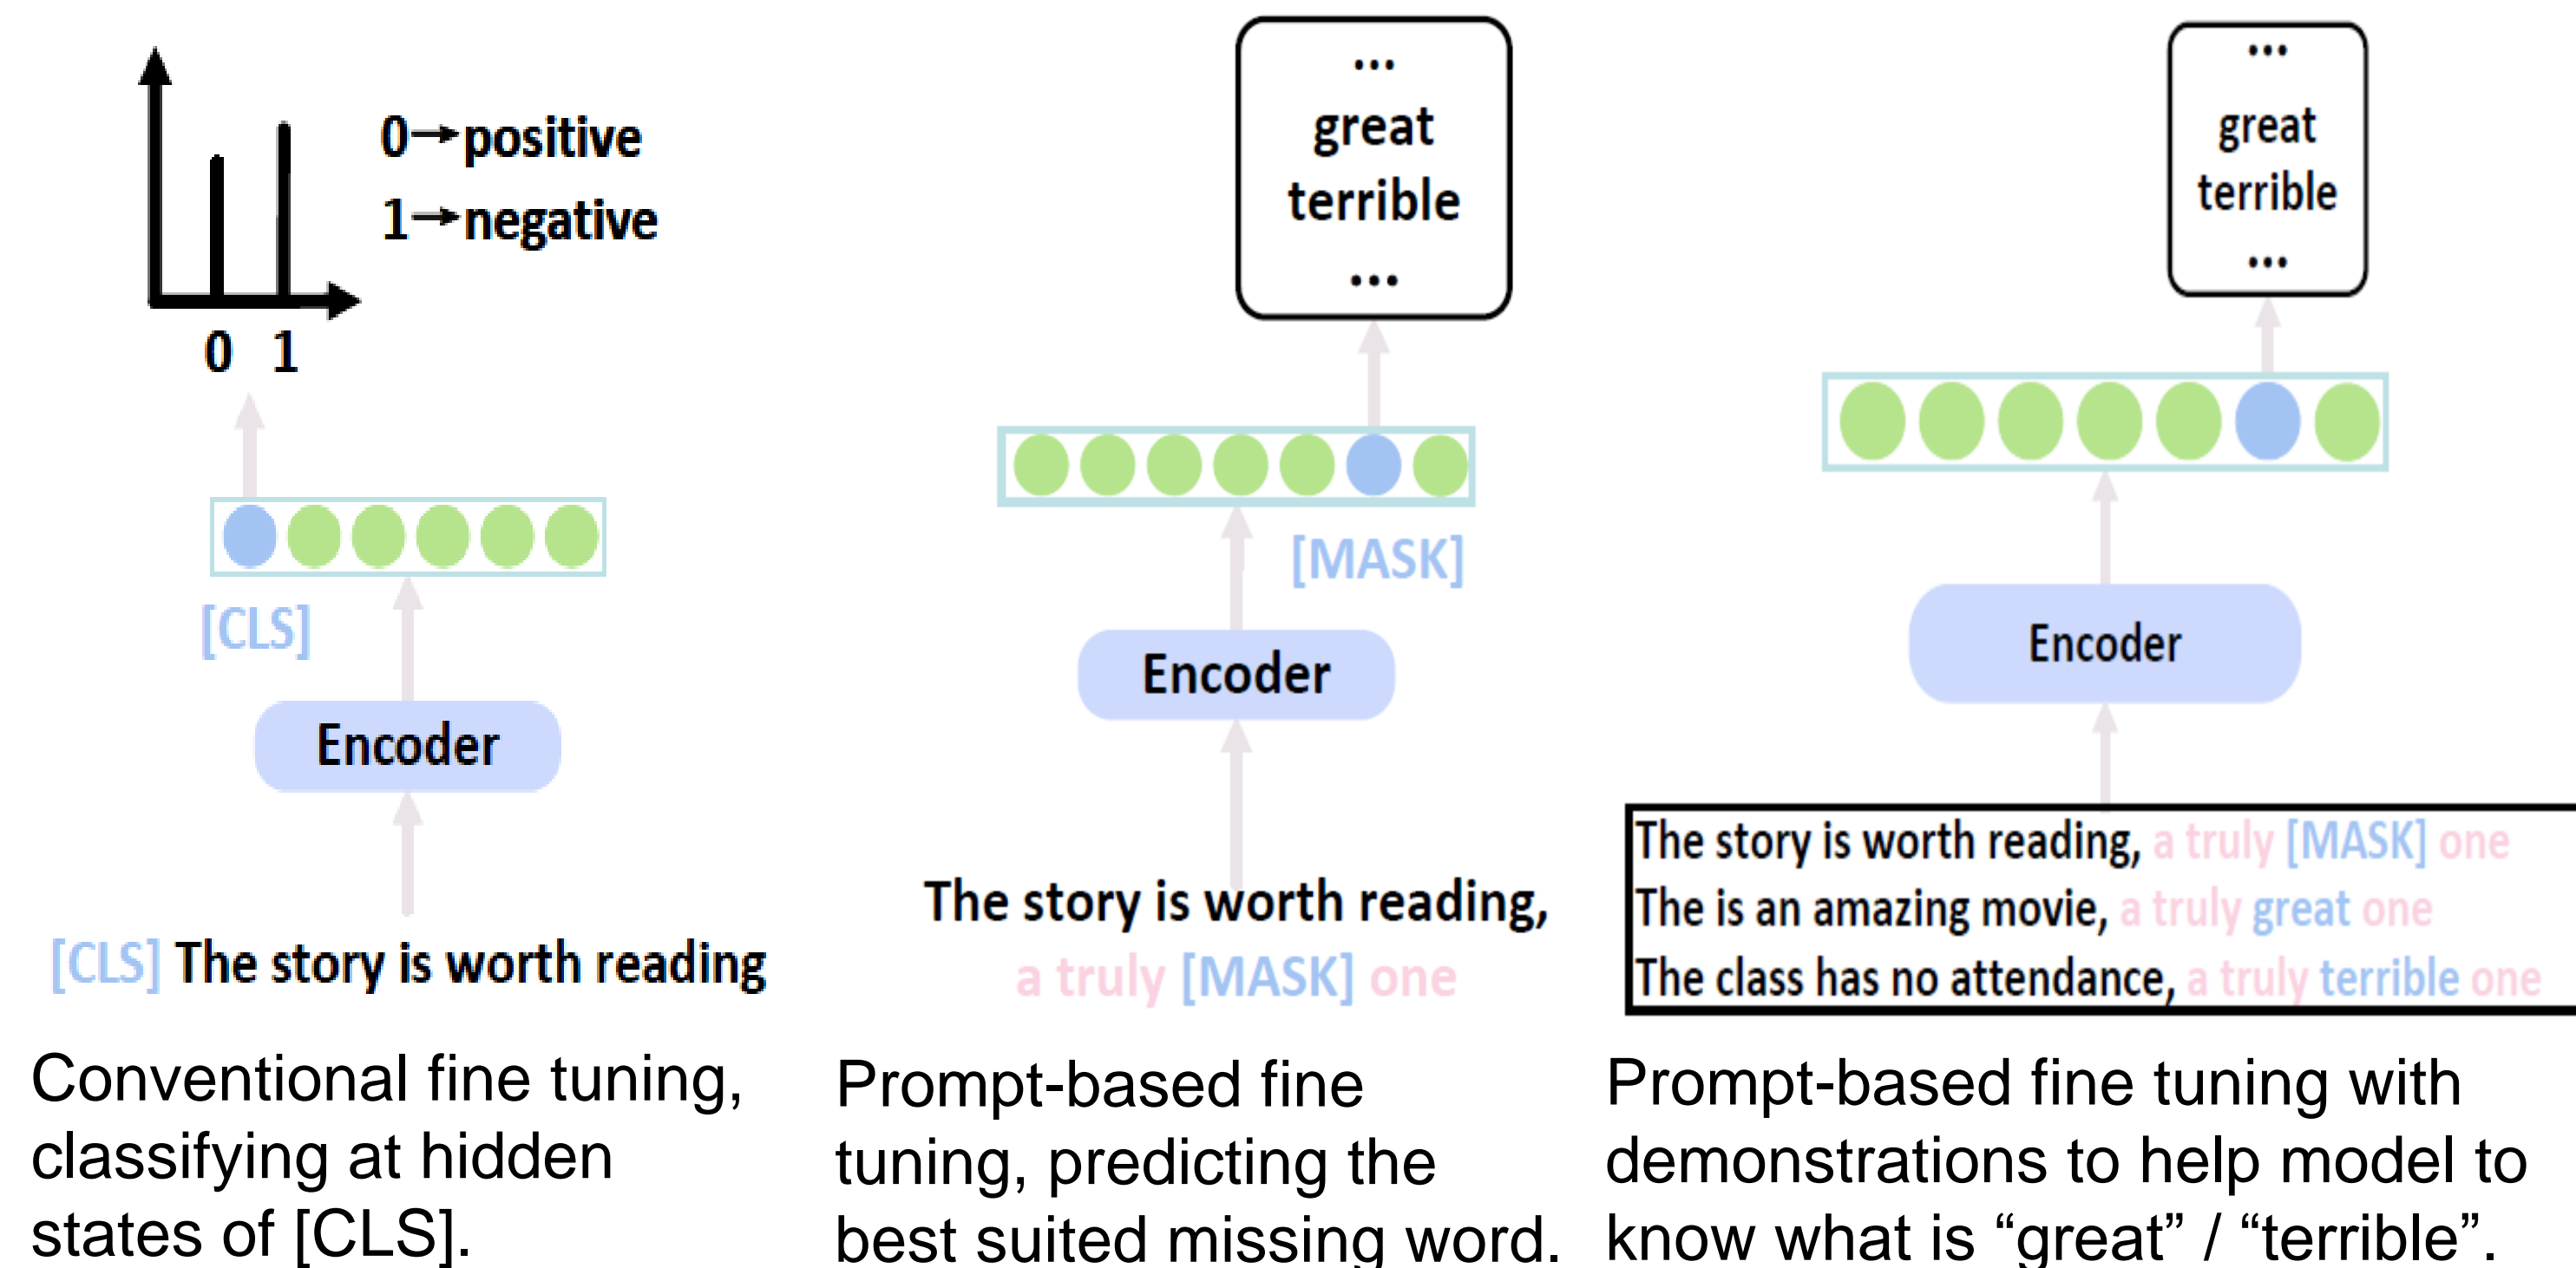 0→positive
1→negative
0 1
[CLS]
Encoder
[CLS] The story is worth reading
Conventional fine tuning,
classifying at hidden
states of [CLS].
...
great
terrible
...
[MASK]
Encoder
The story is worth reading,
a truly [MASK] one
Prompt-based fine
tuning, predicting the
best suited missing word.
...
great
terrible
...
Encoder
The story is worth reading, a truly [MASK] one
The is an amazing movie, a truly great one
The class has no attendance, a truly terrible one
Prompt-based fine tuning with
demonstrations to help model to
know what is “great” / “terrible”.